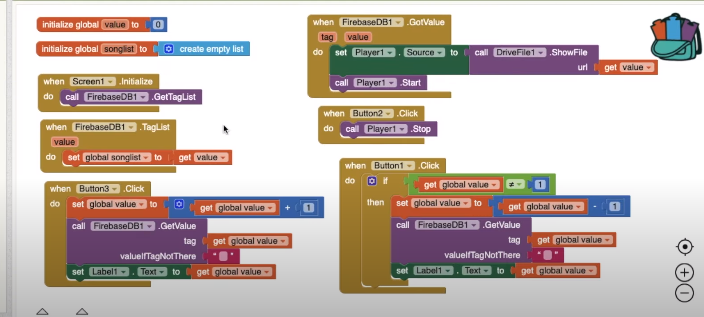 initialize global value to 0
initialize global songlist to create empty list
when Screen1 .Initialize
do call FirebaseDB1 .GetTagList
when FirebaseDB1 .TagList
value
do set global songlist to get value
when Button3 .Click
do set global value to get global value + 1
call FirebaseDB1 .GetValue
tag get global value
valueIfTagNotThere " "
set Label1 . Text to get global value
when FirebaseDB1 .GotValue
tag value
do set Player1 . Source to call DriveFile1 .ShowFile
url get value
call Player1 .Start
when Button2 .Click
do call Player1 .Stop
when Button1 .Click
do if get global value ≠ 1
then set global value to get global value - 1
call FirebaseDB1 .GetValue
tag get global value
valueIfTagNotThere " "
set Label1 . Text to get global value